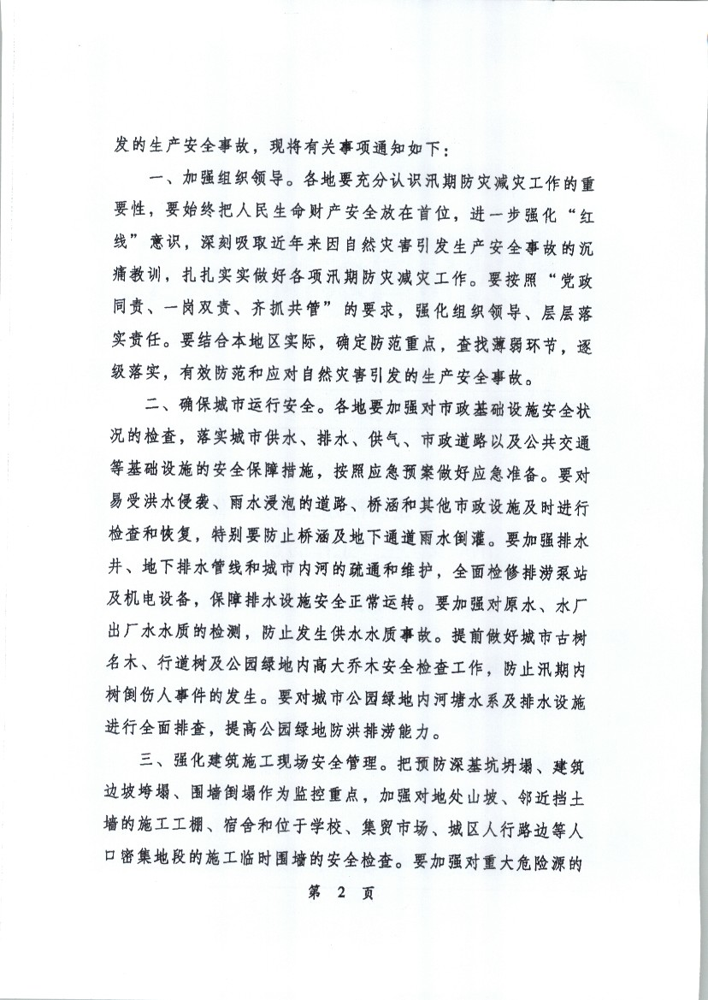 发的生产安全事故，现将有关事项通知如下：
一、加强组织领导。各地要充分认识汛期防灾减灾工作的重
要性，要始终把人民生命财产安全放在首位，进一步强化“红
线”意识，深刻吸取近年来因自然灾害引发生产安全事故的沉
痛教训，扎扎实实做好各项汛期防灾减灾工作。要按照“党政
同责、一岗双责、齐抓共管”的要求，强化组织领导、层层落
实责任。要结合本地区实际，确定防范重点，查找薄弱环节，逐
级落实，有效防范和应对自然灾害引发的生产安全事故。
二、确保城市运行安全。各地要加强对市政基础设施安全状
况的检查，落实城市供水、排水、供气、市政道路以及公共交通
等基础设施的安全保障措施，按照应急预案做好应急准备。要对
易受洪水侵袭、雨水浸泡的道路、桥涵和其他市政设施及时进行
检查和恢复，特别要防止桥涵及地下通道雨水倒灌。要加强排水
井、地下排水管线和城市内河的疏通和维护，全面检修排涝泵站
及机电设备，保障排水设施安全正常运转。要加强对原水、水厂
出厂水水质的检测，防止发生供水水质事故。提前做好城市古树
名木、行道树及公园绿地内高大乔木安全检查工作，防止汛期内
树倒伤人事件的发生。要对城市公园绿地内河塘水系及排水设施
进行全面排查，提高公园绿地防洪排涝能力。
三、强化建筑施工现场安全管理。把预防深基坑坍塌、建筑
边坡垮塌、围墙倒塌作为监控重点，加强对地处山坡、邻近挡土
墙的施工工棚、宿舍和位于学校、集贸市场、城区人行路边等人
口密集地段的施工临时围墙的安全检查。要加强对重大危险源的
第 2 页